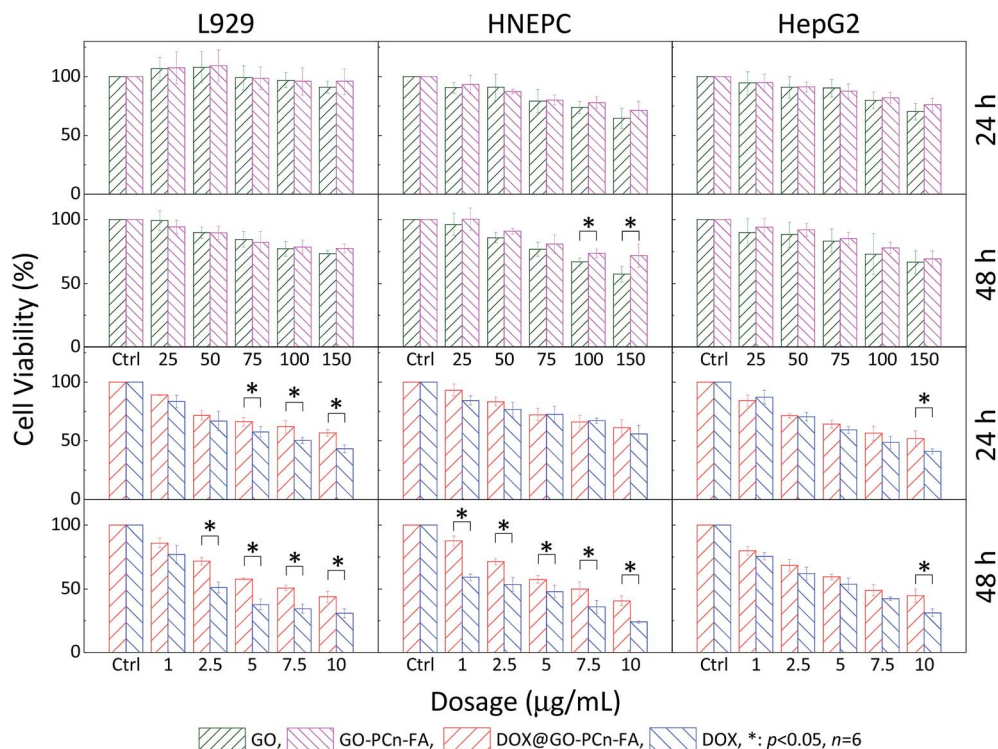 L929 HNEPC HepG2
100
50
0
24 h
* *
100
50
0
48 h
Ctrl 25 50 75 100 150 Ctrl 25 50 75 100 150 Ctrl 25 50 75 100 150
* * * *
100
50
0
24 h
* * * * * * * * * *
100
50
0
48 h
Ctrl 1 2.5 5 7.5 10 Ctrl 1 2.5 5 7.5 10 Ctrl 1 2.5 5 7.5 10
Cell Viability (%)
Dosage (µg/mL)
GO, GO-PCn-FA, DOX@GO-PCn-FA, DOX, *: p<0.05, n=6